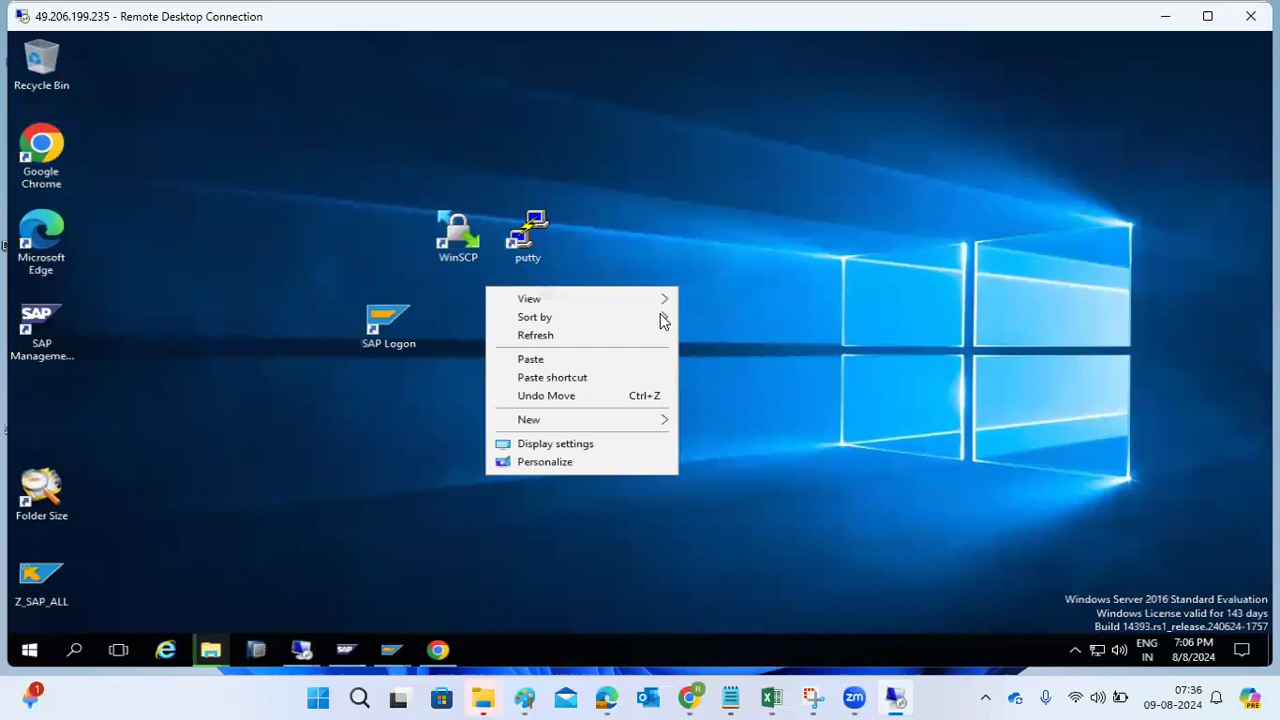 49.206.199.235 - Remote Desktop Connection
Recycle Bin
Google
Chrome
Microsoft
Edge
SAP
Manageme...
Folder Size
Z_SAP_ALL
WinSCP
putty
SAP Logon
View
Sort by
Refresh
Paste
Paste shortcut
Undo Move Ctrl+Z
New
Display settings
Personalize
Windows Server 2016 Standard Evaluation
Windows License valid for 143 days
Build 14393.rs1_release.240624-1757
ENG
IN
7:06 PM
8/8/2024
1
07:36
09-08-2024